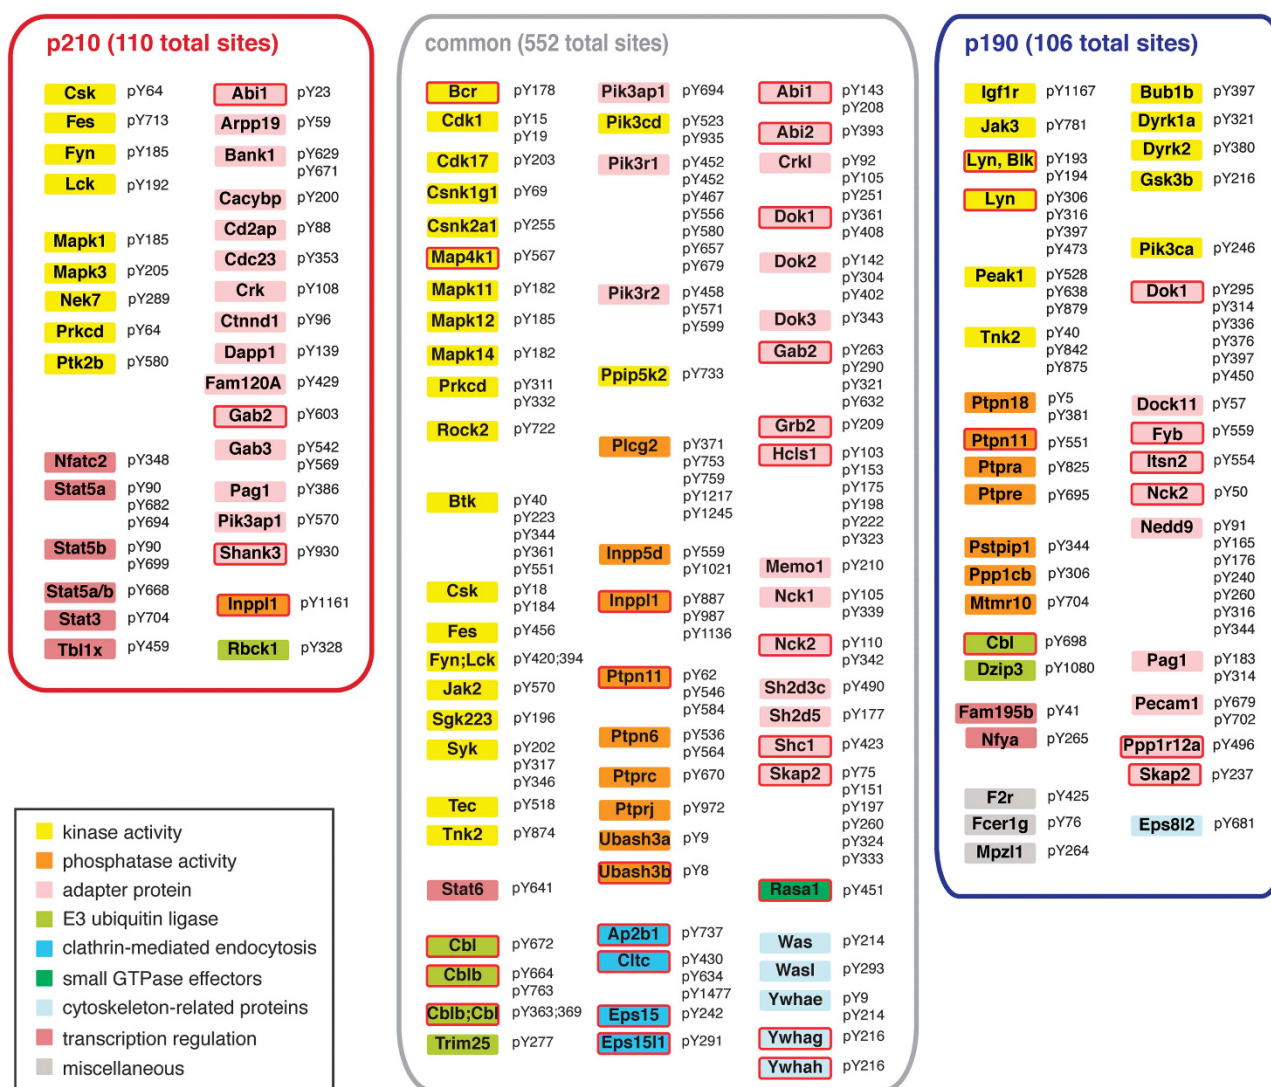 p210 (110 total sites)
Csk pY64
Fes pY713
Fyn pY185
Lck pY192
Mapk1 pY185
Mapk3 pY205
Nek7 pY289
Prkcd pY64
Ptk2b pY580
Nfatc2 pY348
Stat5a pY90
pY682
pY694
Stat5b pY90
pY699
Stat5a/b pY668
Stat3 pY704
Tbl1x pY459
Abi1 pY23
Arpp19 pY59
Bank1 pY629
pY671
Cacybp pY200
Cd2ap pY88
Cdc23 pY353
Crk pY108
Ctnnd1 pY96
Dapp1 pY139
Fam120A pY429
Gab2 pY603
Gab3 pY542
pY569
Pag1 pY386
Pik3ap1 pY570
Shank3 pY930
Inppl1 pY1161
Rbck1 pY328
common (552 total sites)
Bcr pY178
Cdk1 pY15
pY19
Cdk17 pY203
Csnk1g1 pY69
Csnk2a1 pY255
Map4k1 pY567
Mapk11 pY182
Mapk12 pY185
Mapk14 pY182
Prkcd pY311
pY332
Rock2 pY722
Btk pY40
pY223
pY344
pY361
pY551
Csk pY18
pY184
Fes pY456
Fyn;Lck pY420;394
Jak2 pY570
Sgk223 pY196
Syk pY202
pY317
pY346
Tec pY518
Tnk2 pY874
Stat6 pY641
Cbl pY672
Cblb pY664
pY763
Cblb;Cbl pY363;369
Trim25 pY277
Pik3ap1 pY694
Pik3cd pY523
pY935
Pik3r1 pY452
pY452
pY467
pY556
pY580
pY657
pY679
Pik3r2 pY458
pY571
pY599
Ppip5k2 pY733
Plcg2 pY371
pY753
pY759
pY1217
pY1245
Inpp5d pY559
pY1021
Inppl1 pY887
pY987
pY1136
Ptpn11 pY62
pY546
pY584
Ptpn6 pY536
pY564
Ptprc pY670
Ptprj pY972
Ubash3a pY9
Ubash3b pY8
Ap2b1 pY737
Cltc pY430
pY634
pY1477
Eps15 pY242
Eps15l1 pY291
Abi1 pY143
pY208
Abi2 pY393
Crkl pY92
pY105
pY251
Dok1 pY361
pY408
Dok2 pY142
pY304
pY402
Dok3 pY343
Gab2 pY263
pY290
pY321
pY632
Grb2 pY209
Hcls1 pY103
pY153
pY175
pY198
pY222
pY323
Memo1 pY210
Nck1 pY105
pY339
Nck2 pY110
pY342
Sh2d3c pY490
Sh2d5 pY177
Shc1 pY423
Skap2 pY75
pY151
pY197
pY260
pY324
pY333
Rasa1 pY451
Was pY214
Wasl pY293
Ywhae pY9
pY214
Ywhag pY216
Ywhah pY216
p190 (106 total sites)
Igf1r pY1167
Jak3 pY781
Lyn, Blk pY193
pY194
Lyn pY306
pY316
pY397
pY473
Peak1 pY528
pY638
pY879
Tnk2 pY40
pY842
pY875
Ptpn18 pY5
pY381
Ptpn11 pY551
Ptpra pY825
Ptpre pY695
Pstpip1 pY344
Ppp1cb pY306
Mtmr10 pY704
Cbl pY698
Dzip3 pY1080
Fam195b pY41
Nfya pY265
F2r pY425
Fcer1g pY76
Mpzl1 pY264
Bub1b pY397
Dyrk1a pY321
Dyrk2 pY380
Gsk3b pY216
Pik3ca pY246
Dok1 pY295
pY314
pY336
pY376
pY397
pY450
Dock11 pY57
Fyb pY559
Itsn2 pY554
Nck2 pY50
Nedd9 pY91
pY165
pY176
pY240
pY260
pY316
pY344
Pag1 pY183
pY314
Pecam1 pY679
pY702
Ppp1r12a pY496
Skap2 pY237
Eps8l2 pY681
kinase activity
phosphatase activity
adapter protein
E3 ubiquitin ligase
clathrin-mediated endocytosis
small GTPase effectors
cytoskeleton-related proteins
transcription regulation
miscellaneous